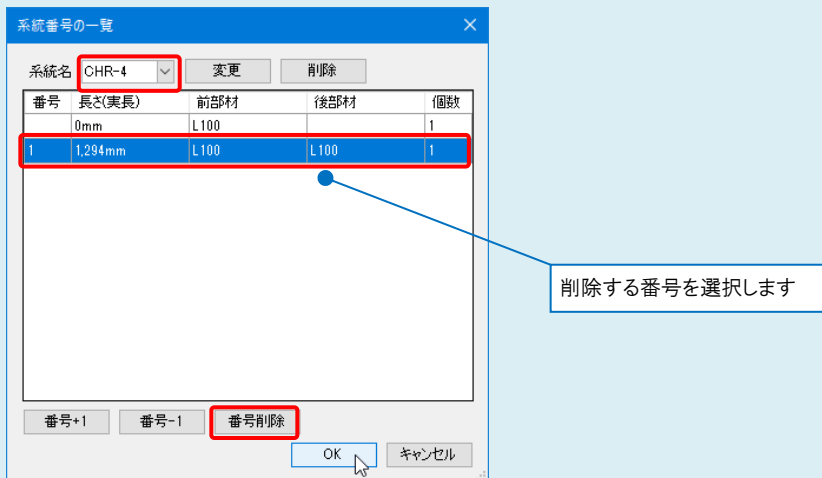 系統番号の一覧
系統名 CHR-4 変更 削除
番号 長さ(実長) 前部材 後部材 個数
0mm L100 1
1 1,294mm L100 L100 1
削除する番号を選択します
番号+1 番号-1 番号削除
OK キャンセル